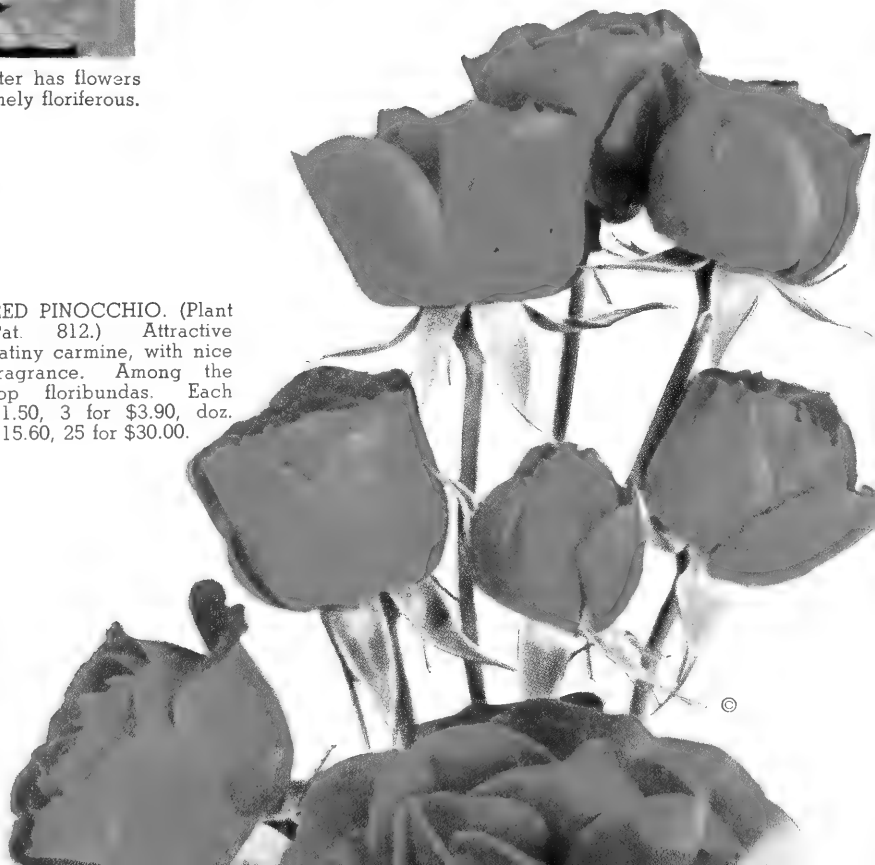 ter has flowers
nely floriferous.
ED PINOCCHIO. (Plant
at. 812.) Attractive
atiny carmine, with nice
ragrance. Among the
op floribundas. Each
1.50, 3 for $3.90, doz.
15.60, 25 for $30.00.
©